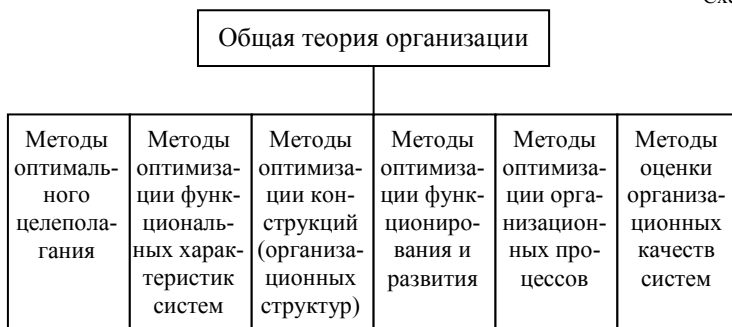 Общая теория организации
Методы
оптималь-
ного
целепола-
гания
Методы
оптимиза-
ции функ-
циональ-
ных харак-
теристик
систем
Методы
оптимиза-
ции кон-
струкций
(организа-
ционных
структур)
Методы
оптимиза-
ции функ-
циониро-
вания и
развития
Методы
оптимиза-
ции орга-
низацион-
ных про-
цессов
Методы
оценки
организа-
ционных
качеств
систем